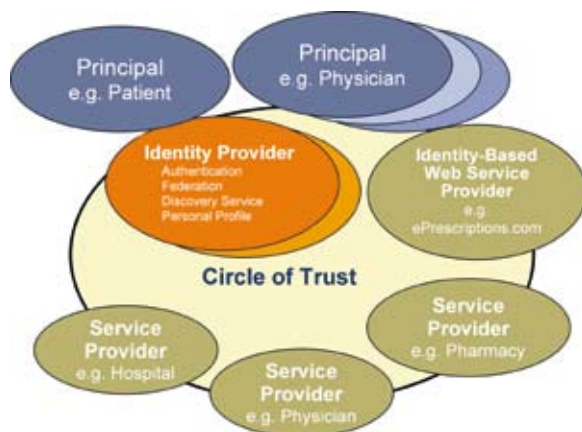 Principal
e.g. Patient
Principal
e.g. Physician
Identity Provider
Authentication
Federation
Discovery Service
Personal Profile
Identity-Based
Web Service
Provider
e.g.
ePrescriptions.com
Circle of Trust
Service
Provider
e.g. Hospital
Service
Provider
e.g. Physician
Service
Provider
e.g. Pharmacy